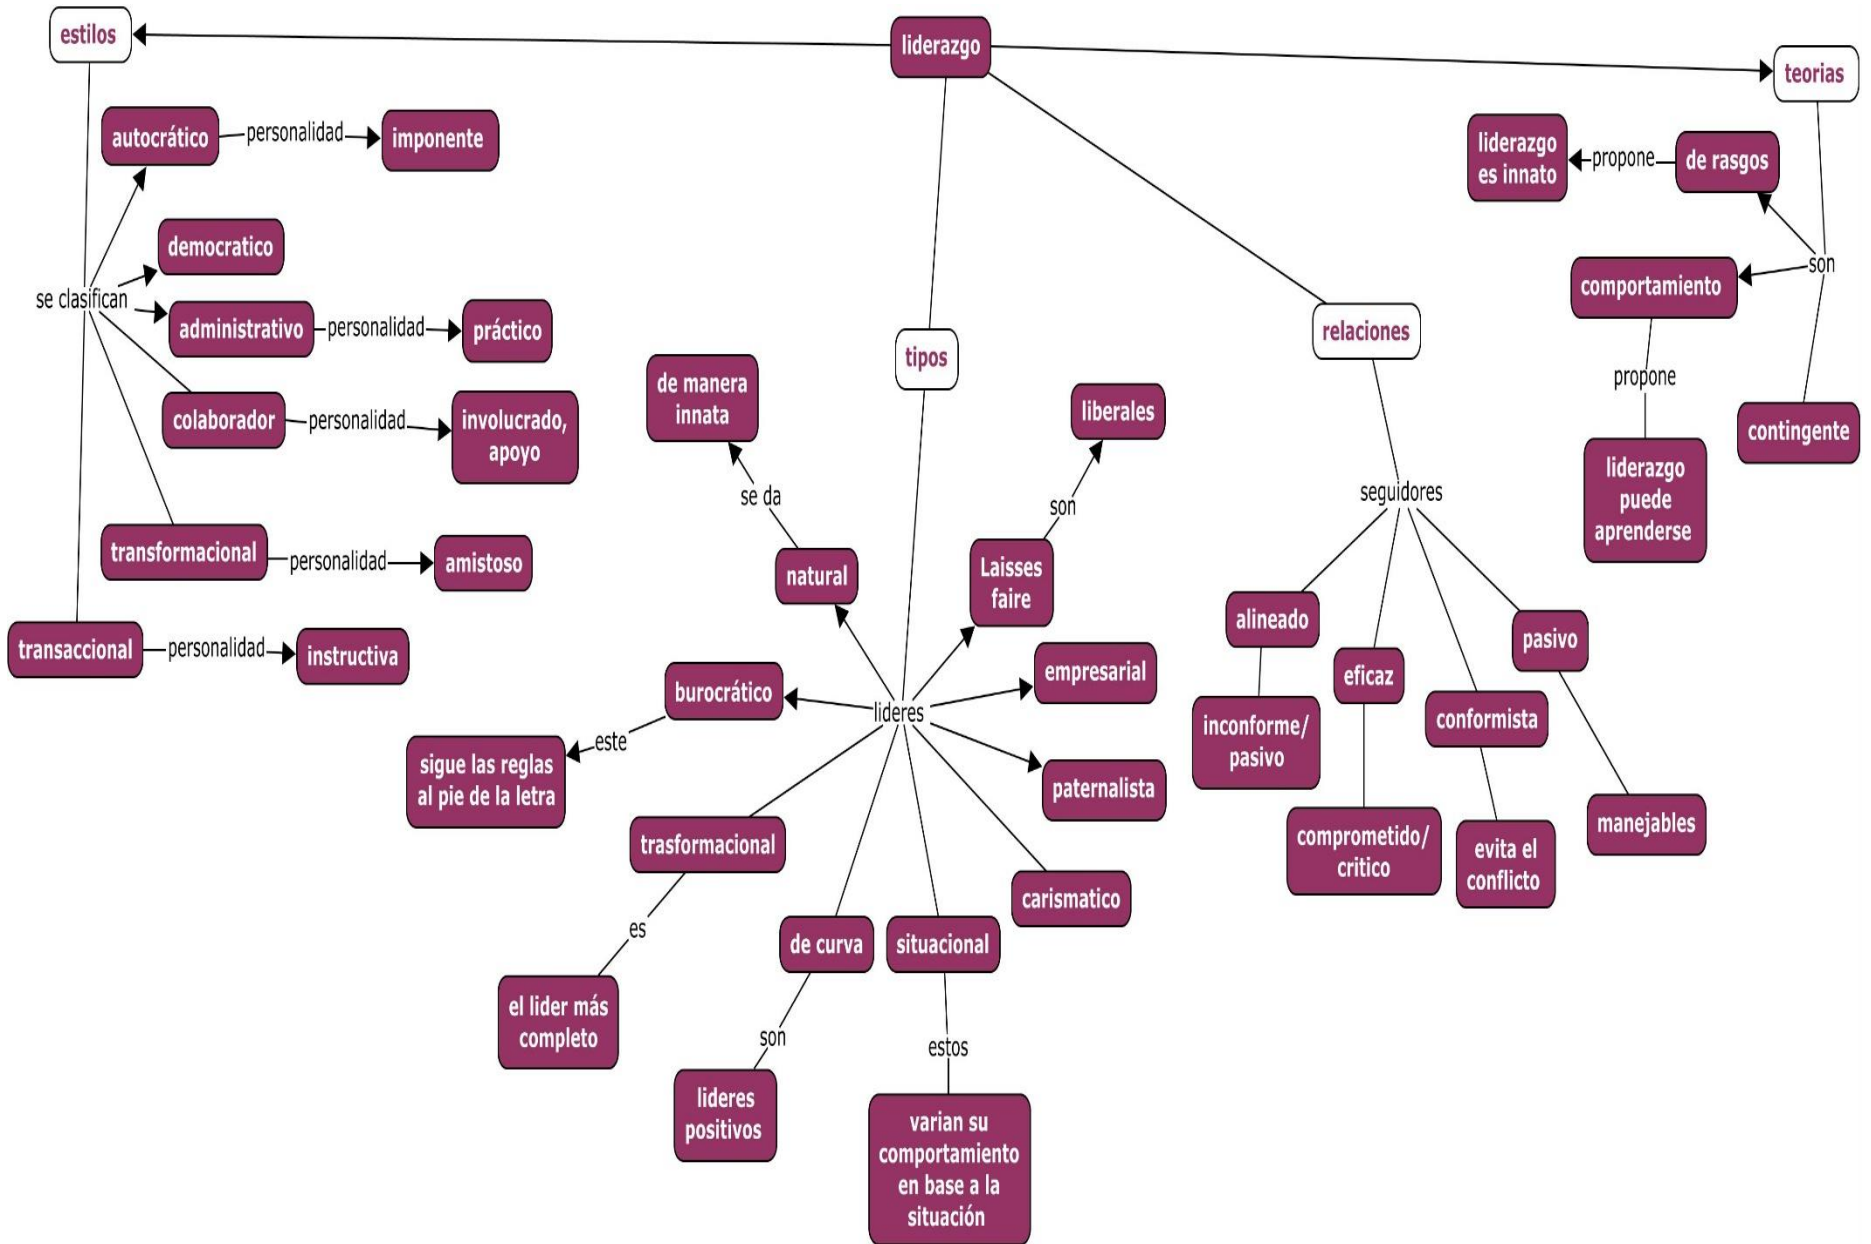 liderazgo
estilos
se clasifican
autocrático
personalidad
imponente
democratico
administrativo
personalidad
práctico
colaborador
personalidad
involucrado,
apoyo
transformacional
personalidad
amistoso
transaccional
personalidad
instructiva
tipos
lideres
natural
se da
de manera
innata
Laisses
faire
son
liberales
empresarial
paternalista
carismatico
situacional
estos
varian su
comportamiento
en base a la
situación
de curva
son
lideres
positivos
trasformacional
es
el lider más
completo
burocrático
este
sigue las reglas
al pie de la letra
relaciones
seguidores
alineado
inconforme/
pasivo
eficaz
comprometido/
critico
conformista
evita el
conflicto
pasivo
manejables
teorias
son
de rasgos
propone
liderazgo
es innato
comportamiento
propone
liderazgo
puede
aprenderse
contingente